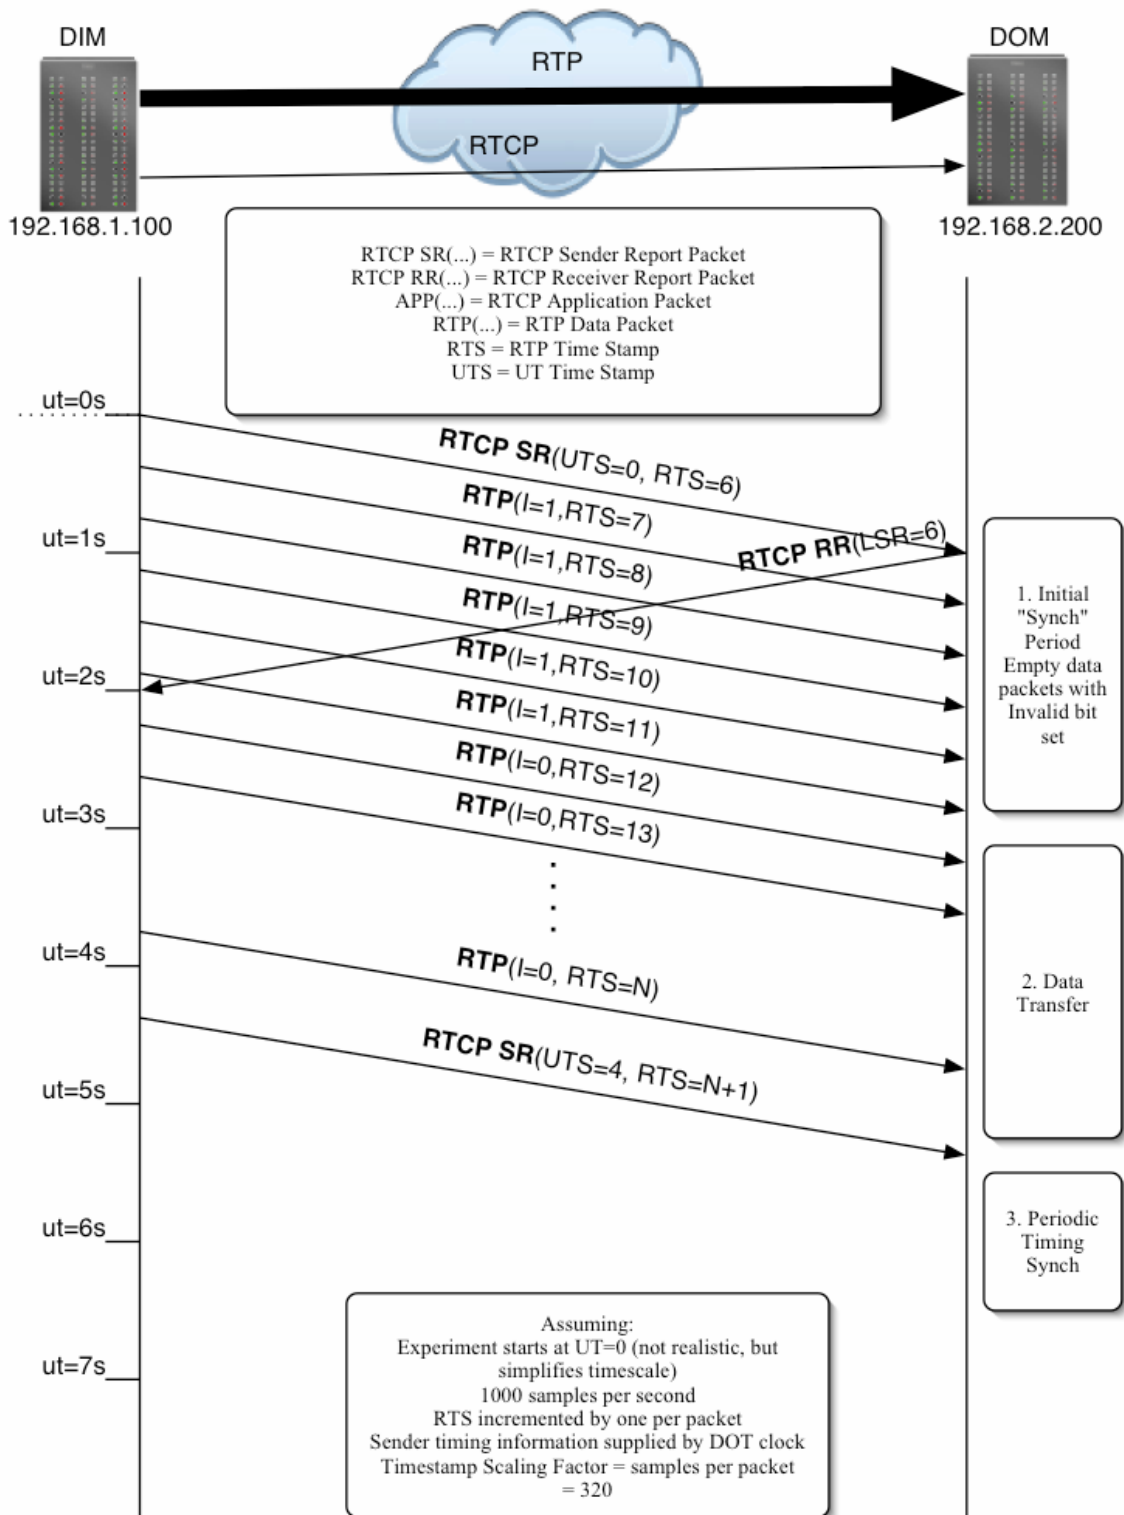 DIM
DOM
RTP
RTCP
192.168.1.100
192.168.2.200
RTCP SR(...) = RTCP Sender Report Packet
RTCP RR(...) = RTCP Receiver Report Packet
APP(...) = RTCP Application Packet
RTP(...) = RTP Data Packet
RTS = RTP Time Stamp
UTS = UT Time Stamp
ut=0s
RTCP SR(UTS=0, RTS=6)
RTP(I=1,RTS=7)
ut=1s
RTCP RR(LSR=6)
RTP(I=1,RTS=8)
RTP(I=1,RTS=9)
1. Initial
"Synch"
Period
Empty data
packets with
Invalid bit
set
ut=2s
RTP(I=1,RTS=10)
RTP(I=1,RTS=11)
RTP(I=0,RTS=12)
ut=3s
RTP(I=0,RTS=13)
ut=4s
RTP(I=0, RTS=N)
2. Data
Transfer
RTCP SR(UTS=4, RTS=N+1)
ut=5s
ut=6s
3. Periodic
Timing
Synch
ut=7s
Assuming:
Experiment starts at UT=0 (not realistic, but
simplifies timescale)
1000 samples per second
RTS incremented by one per packet
Sender timing information supplied by DOT clock
Timestamp Scaling Factor = samples per packet
= 320